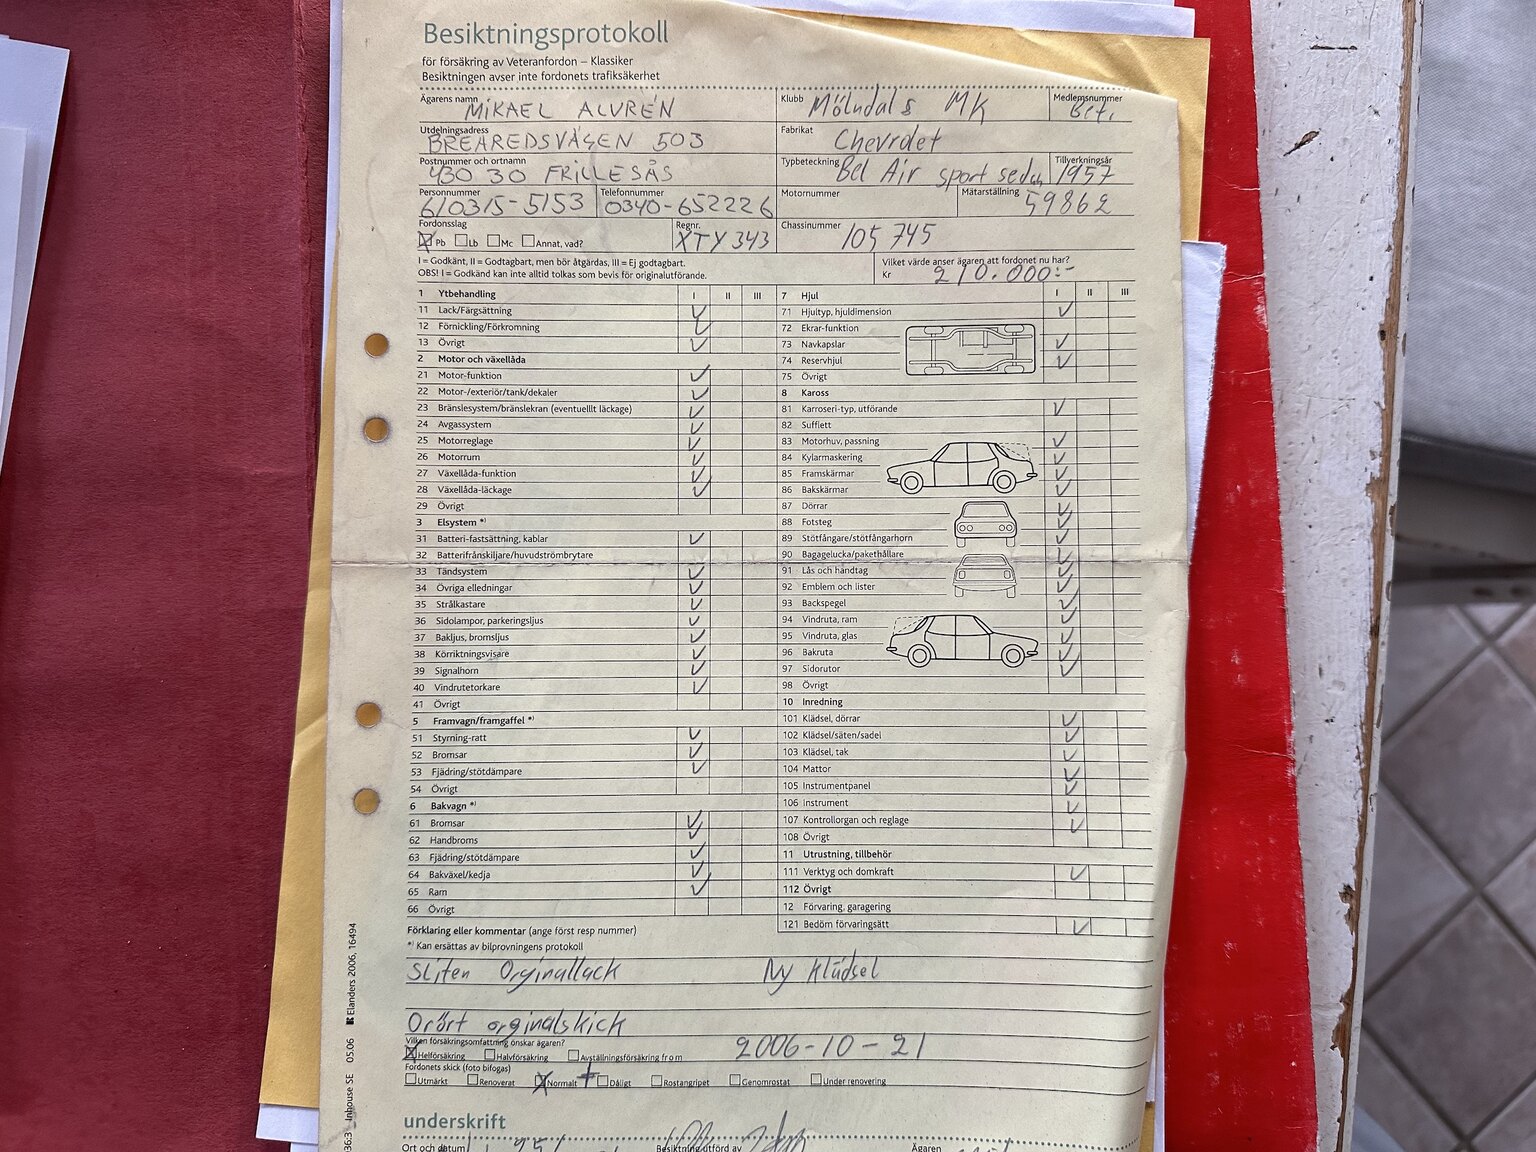 Besiktningsprotokoll
för försäkring av Veteranfordon – Klassiker
Besiktningen avser inte fordonets trafiksäkerhet
Ägarens namn MIKAEL ALVRÉN
Klubb Mölndals MK
Medlemsnummer
Utdelningsadress BREAREDSVÄGEN 503
Fabrikat Chevrolet
Postnummer och ortnamn 430 30 FRILLESÅS
Typbeteckning Bel Air sport sedan
Tillverkningsår 1957
Personnummer 610315-5153
Telefonnummer 0340-652226
Motornummer
Mätarställning 59862
Fordonsslag
Pb Lb Mc Annat, vad?
Regnr. XTY 343
Chassinummer 105 745
I = Godkänt, II = Godtagbart, men bör åtgärdas, III = Ej godtagbart.
OBS! I = Godkänd kan inte alltid tolkas som bevis för originalutförande.
Vilket värde anser ägaren att fordonet nu har?
Kr 210.000:-
1 Ytbehandling I II III
11 Lack/Färgsättning
12 Förnickling/Förkromning
13 Övrigt
2 Motor och växellåda
21 Motor-funktion
22 Motor-/exteriör/tank/dekaler
23 Bränslesystem/bränslekran (eventuellt läckage)
24 Avgassystem
25 Motorreglage
26 Motorrum
27 Växellåda-funktion
28 Växellåda-läckage
29 Övrigt
3 Elsystem *)
31 Batteri-fastsättning, kablar
32 Batterifrånskiljare/huvudströmbrytare
33 Tändsystem
34 Övriga elledningar
35 Strålkastare
36 Sidolampor, parkeringsljus
37 Bakljus, bromsljus
38 Körriktningsvisare
39 Signalhorn
40 Vindrutetorkare
41 Övrigt
5 Framvagn/framgaffel *)
51 Styrning-ratt
52 Bromsar
53 Fjädring/stötdämpare
54 Övrigt
6 Bakvagn *)
61 Bromsar
62 Handbroms
63 Fjädring/stötdämpare
64 Bakväxel/kedja
65 Ram
66 Övrigt
7 Hjul I II III
71 Hjultyp, hjuldimension
72 Ekrar-funktion
73 Navkapslar
74 Reservhjul
75 Övrigt
8 Kaross
81 Karroseri-typ, utförande
82 Sufflett
83 Motorhuv, passning
84 Kylarmaskering
85 Framskärmar
86 Bakskärmar
87 Dörrar
88 Fotsteg
89 Stötfångare/stötfångarhorn
90 Bagagelucka/pakethållare
91 Lås och handtag
92 Emblem och lister
93 Backspegel
94 Vindruta, ram
95 Vindruta, glas
96 Bakruta
97 Sidorutor
98 Övrigt
10 Inredning
101 Klädsel, dörrar
102 Klädsel/säten/sadel
103 Klädsel, tak
104 Mattor
105 Instrumentpanel
106 Instrument
107 Kontrollorgan och reglage
108 Övrigt
11 Utrustning, tillbehör
111 Verktyg och domkraft
112 Övrigt
12 Förvaring, garagering
121 Bedöm förvaringsätt
Förklaring eller kommentar (ange först resp nummer)
*) Kan ersättas av bilprovningens protokoll
Sliten Orginallack Ny klädsel
Orört orginalskick
Vilken försäkringsomfattning önskar ägaren?
Helförsäkring Halvförsäkring Avställningsförsäkring from 2006-10-21
Fordonets skick (foto bifogas)
Utmärkt Renoverat Normalt + Dåligt Rostangripet Genomrostat Under renovering
underskrift
Ort och datum Besiktning utförd av Ägaren
Inhouse SE 05.06 Elanders 2006, 16494